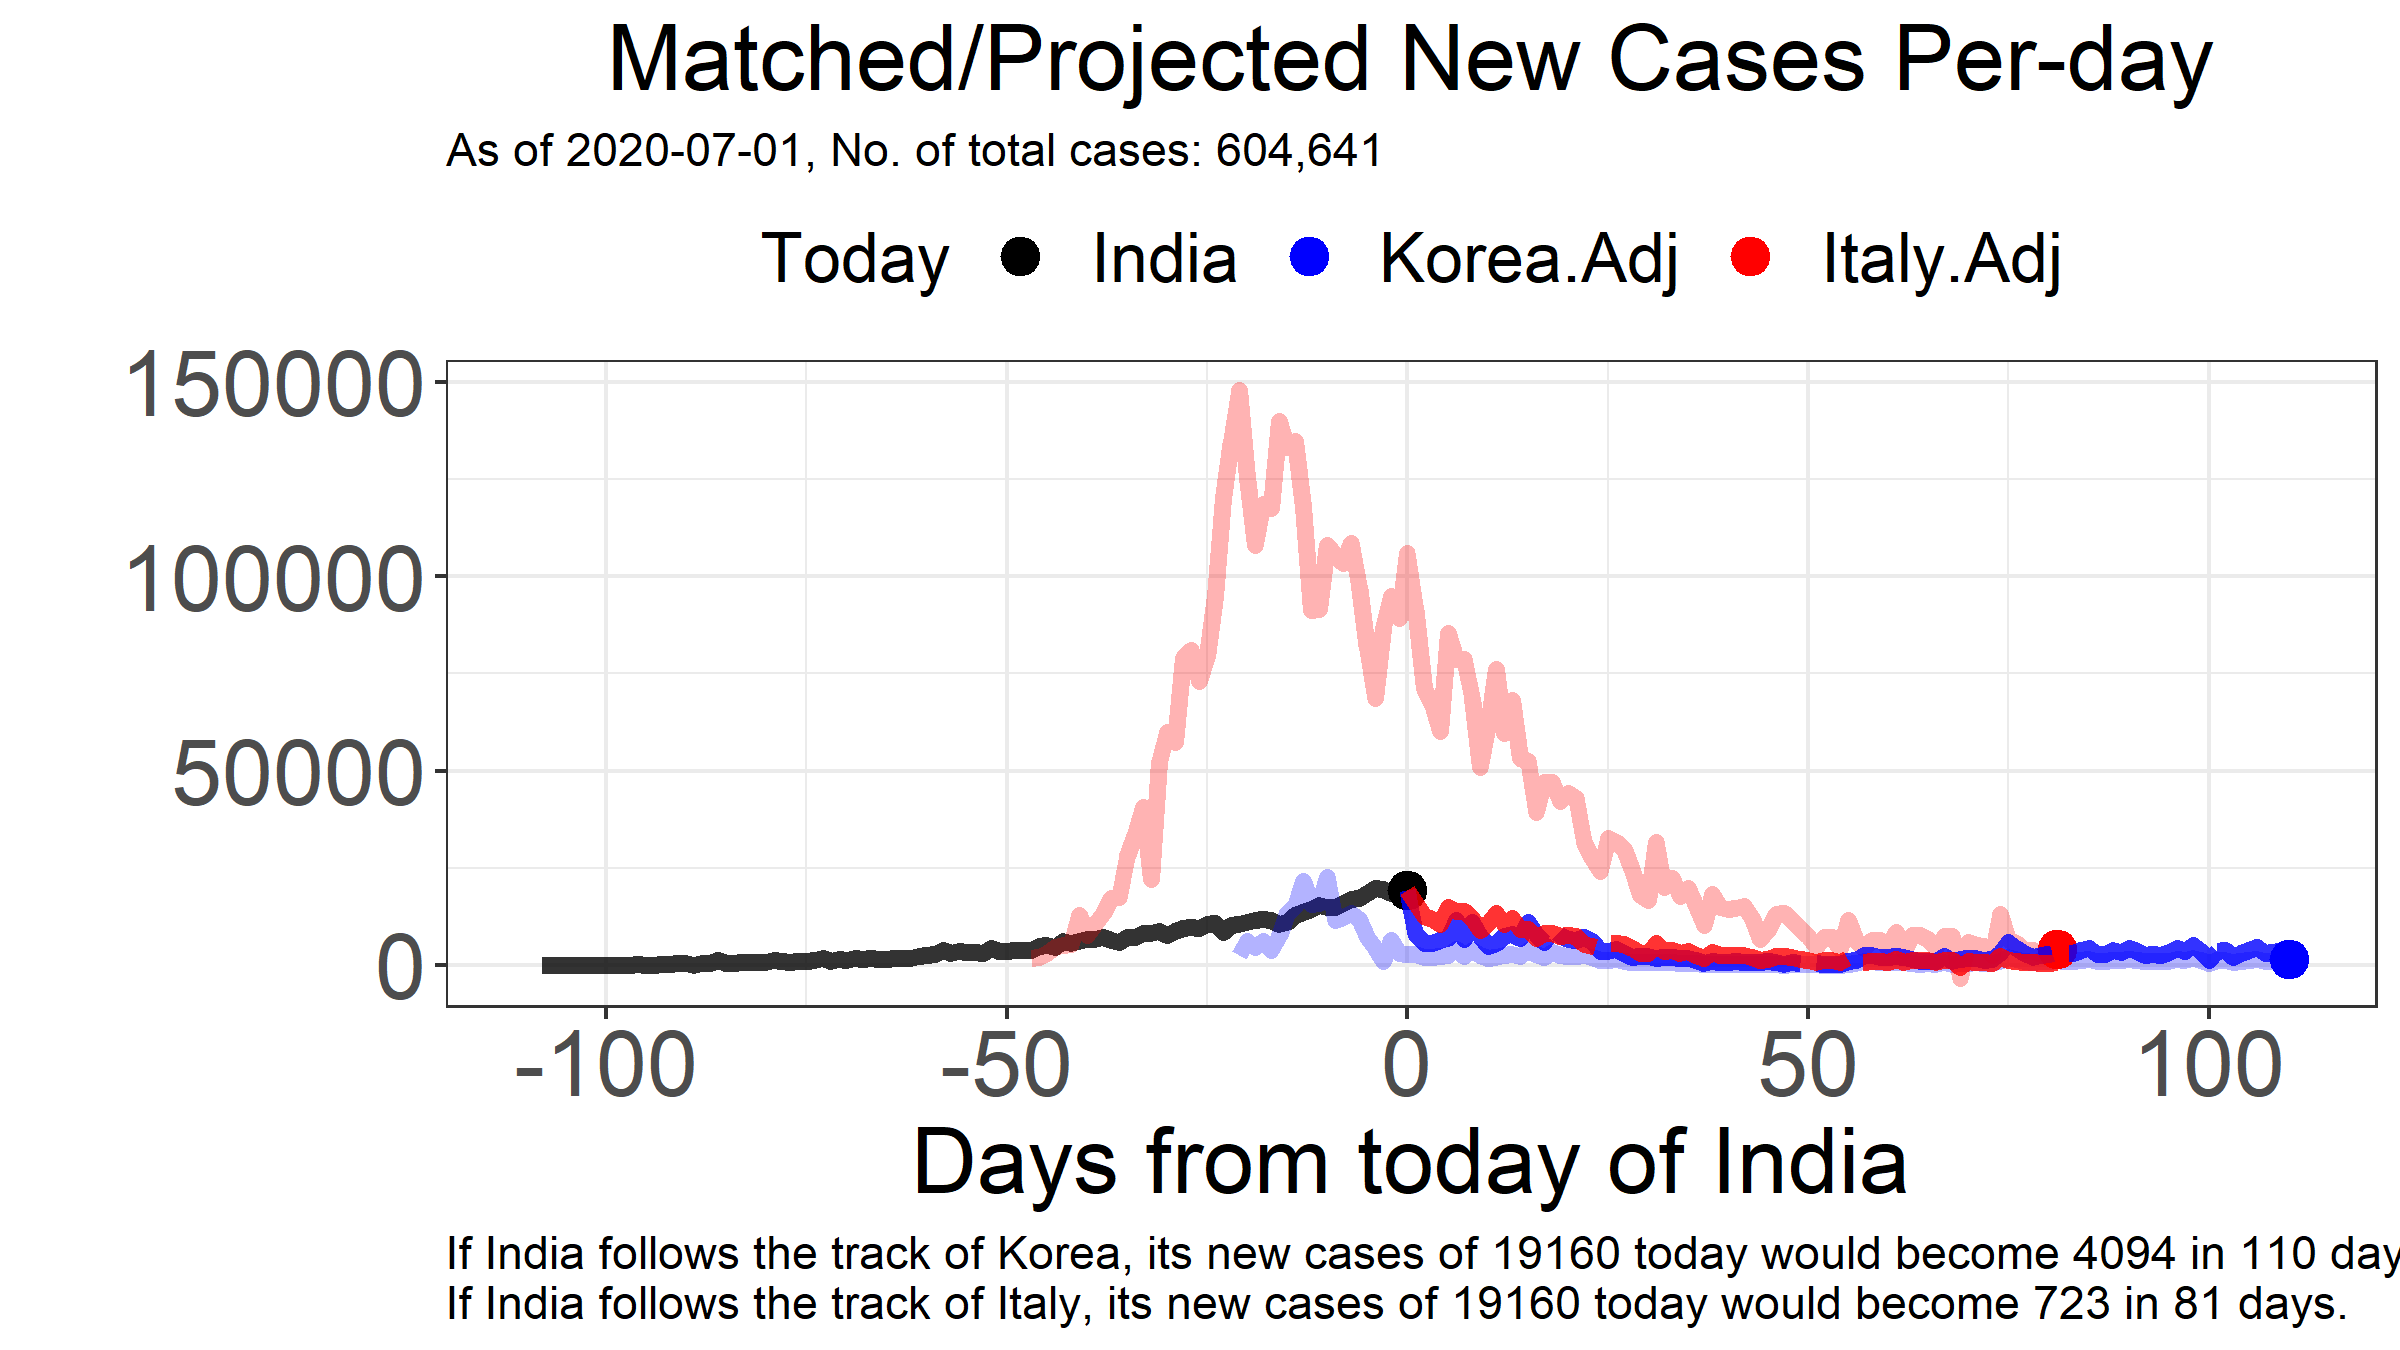 Matched/Projected New Cases Per-day
As of 2020-07-01, No. of total cases: 604,641
Today India Korea.Adj Italy.Adj
150000
100000
50000
0
-100 -50 0 50 100
Days from today of India
If India follows the track of Korea, its new cases of 19160 today would become 4094 in 110 day
If India follows the track of Italy, its new cases of 19160 today would become 723 in 81 days.